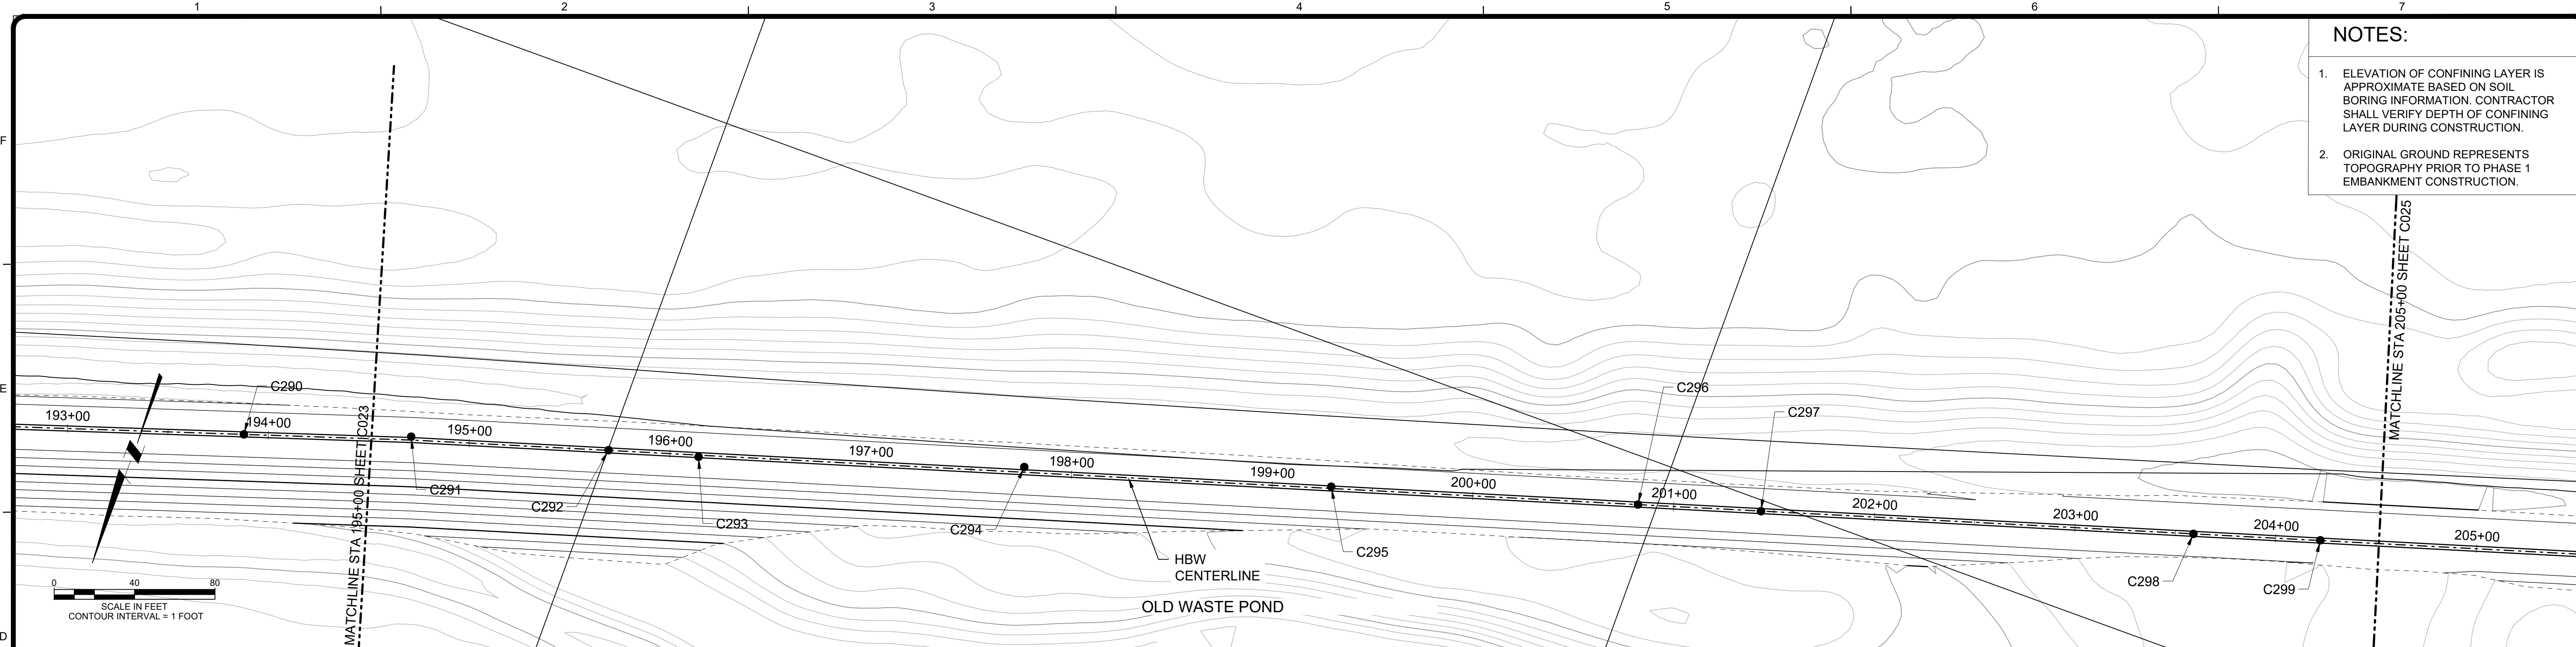 1 2 3 4 5 6 7
F
E
D
NOTES:
1. ELEVATION OF CONFINING LAYER IS
APPROXIMATE BASED ON SOIL
BORING INFORMATION. CONTRACTOR
SHALL VERIFY DEPTH OF CONFINING
LAYER DURING CONSTRUCTION.
2. ORIGINAL GROUND REPRESENTS
TOPOGRAPHY PRIOR TO PHASE 1
EMBANKMENT CONSTRUCTION.
MATCHLINE STA 195+00 SHEET C023
MATCHLINE STA 205+00 SHEET C025
193+00
194+00
195+00
196+00
197+00
198+00
199+00
200+00
201+00
202+00
203+00
204+00
205+00
C290
C291
C292
C293
C294
C295
C296
C297
C298
C299
HBW
CENTERLINE
OLD WASTE POND
0 40 80
SCALE IN FEET
CONTOUR INTERVAL = 1 FOOT